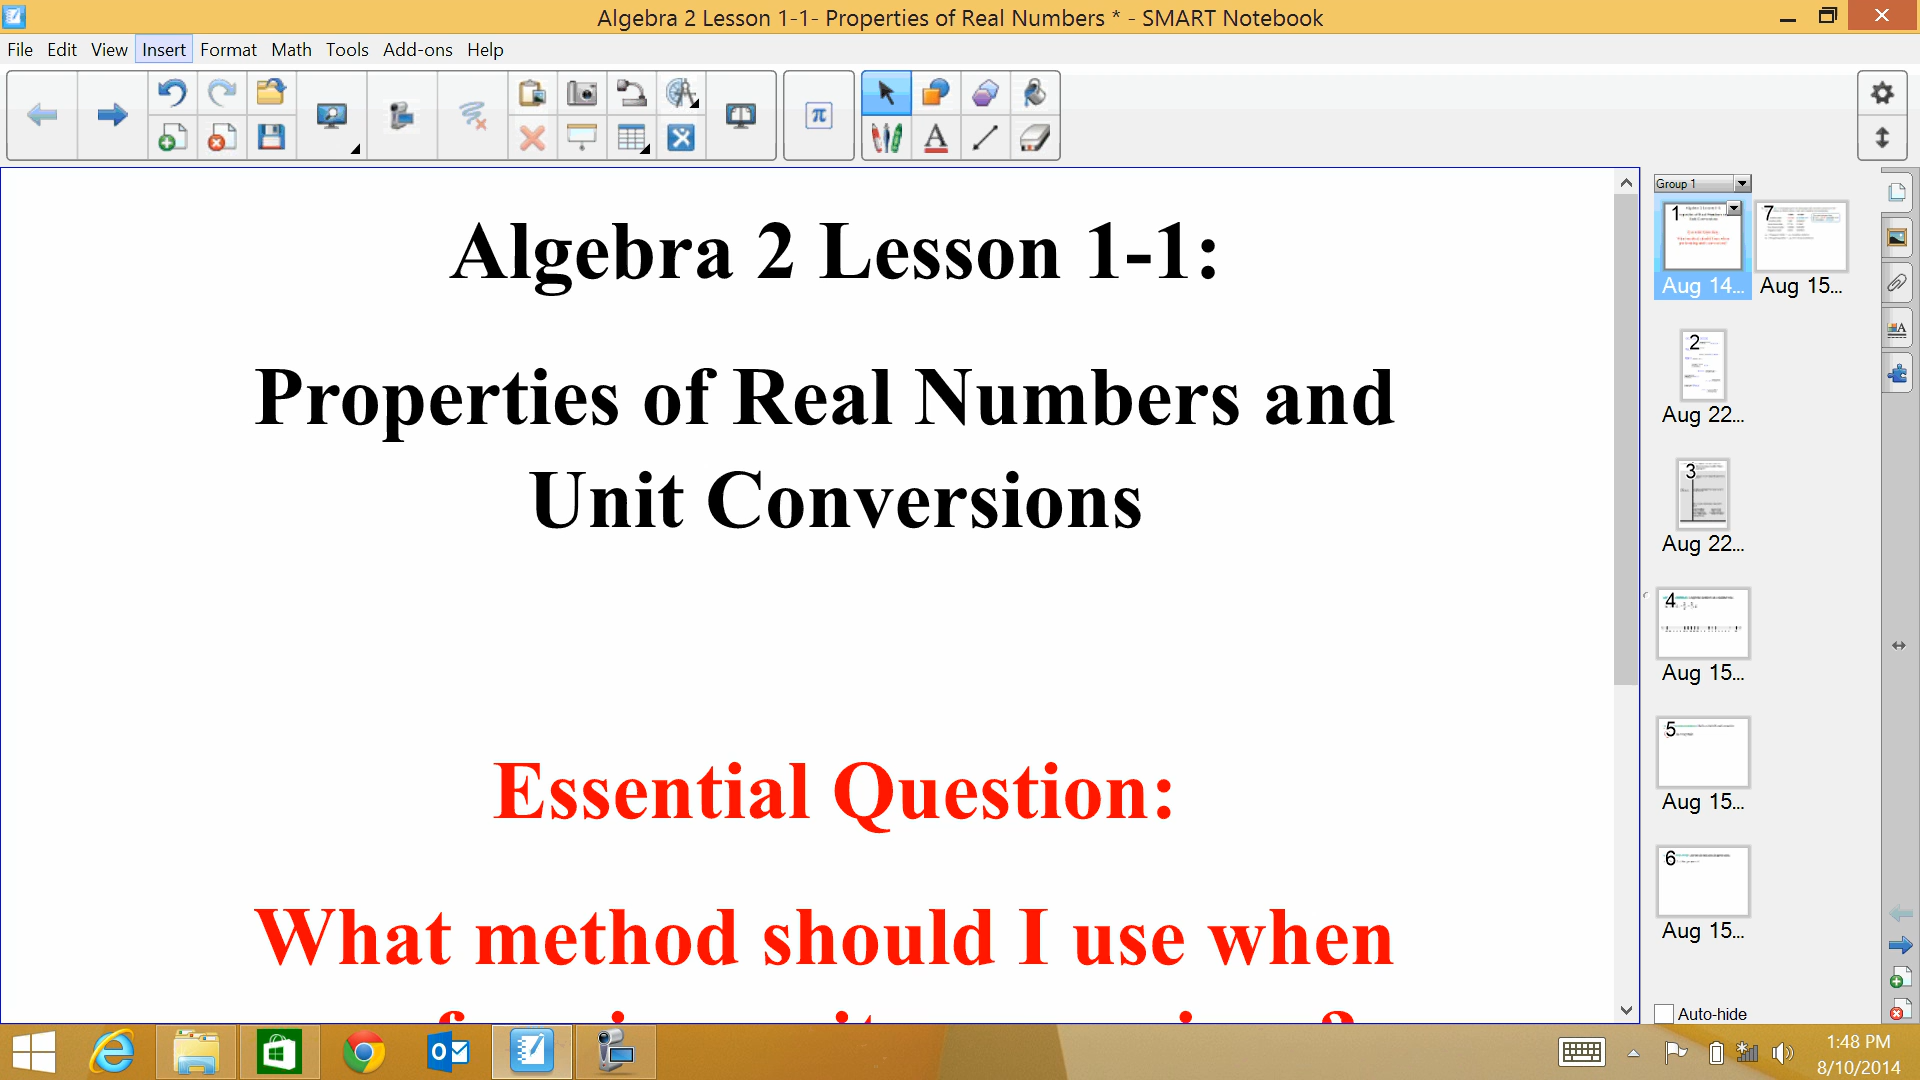 Algebra 2 Lesson 1-1- Properties of Real Numbers * - SMART Notebook
File Edit View Insert Format Math Tools Add-ons Help
π
A
Algebra 2 Lesson 1-1:
Properties of Real Numbers and
Unit Conversions
Essential Question:
What method should I use when
Group 1
1
Aug 14...
7
Aug 15...
2
Aug 22...
3
Aug 22...
4
Aug 15...
5
Aug 15...
6
Aug 15...
Auto-hide
1:48 PM
8/10/2014